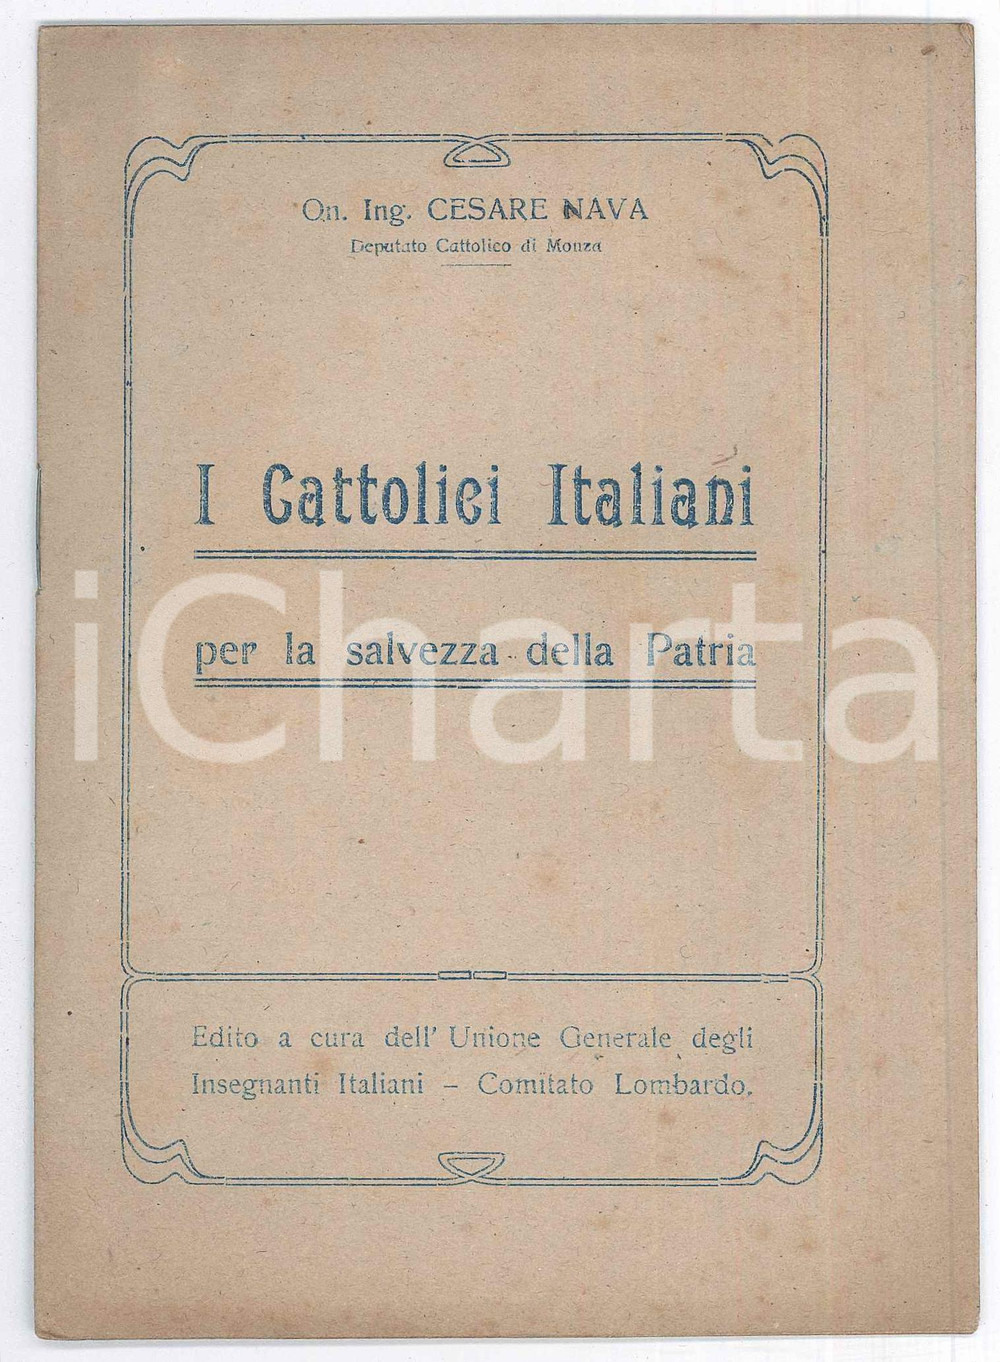 On. Ing. CESARE NAVA
Deputato Cattolico di Monza
I Cattolici Italiani
per la salvezza della Patria
iCharta
Edito a cura dell' Unione Generale degli
Insegnanti Italiani – Comitato Lombardo.